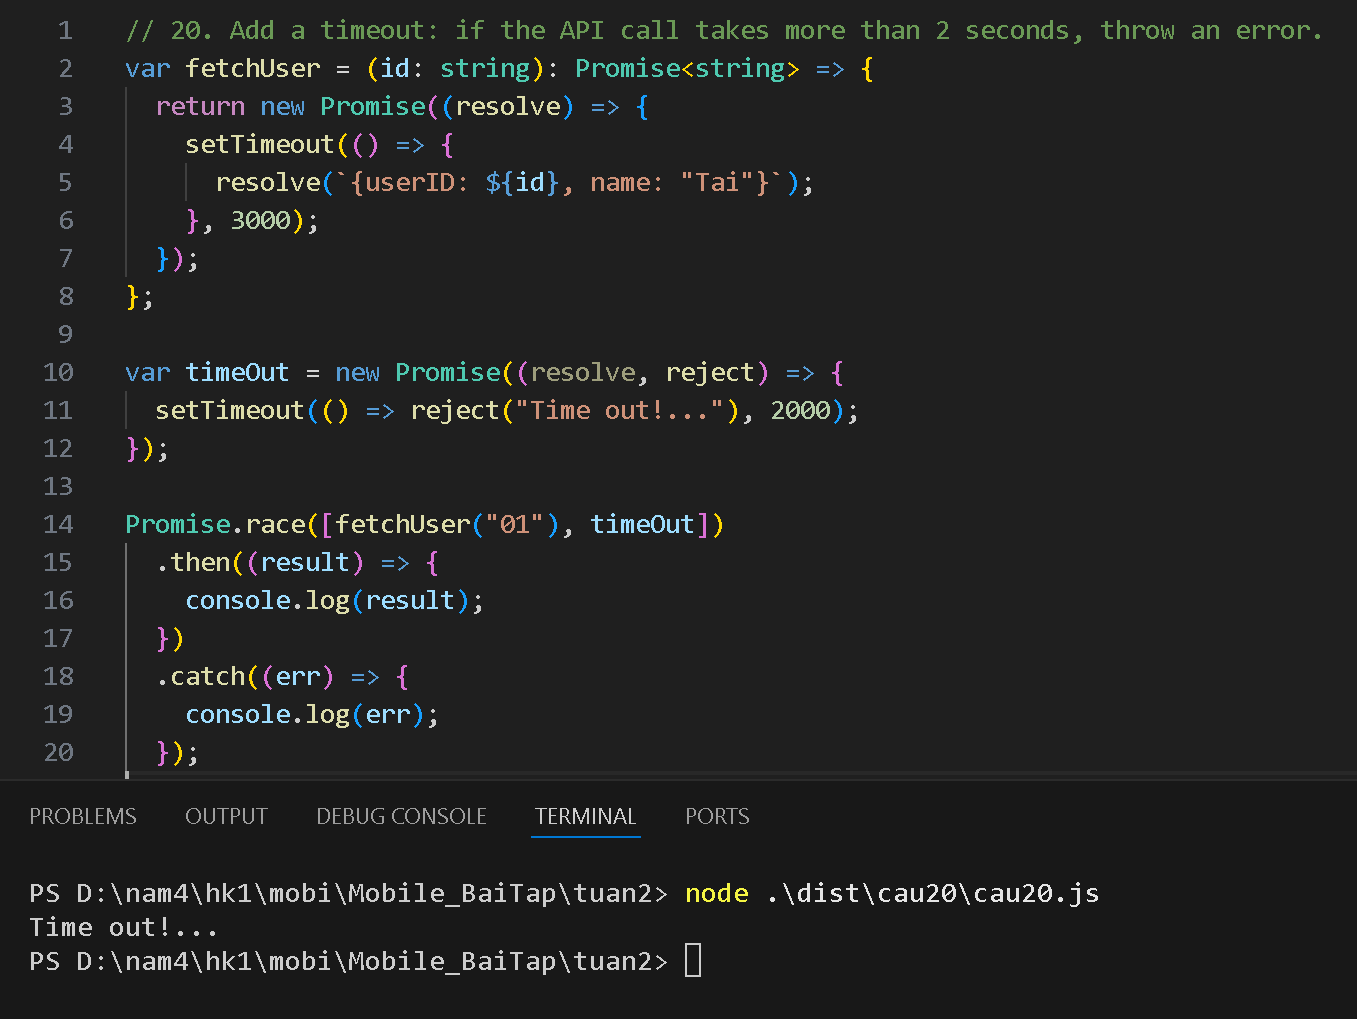 1 // 20. Add a timeout: if the API call takes more than 2 seconds, throw an error.
2 var fetchUser = (id: string): Promise<string> => {
3   return new Promise((resolve) => {
4     setTimeout(() => {
5       resolve(`{userID: ${id}, name: "Tai"}`);
6     }, 3000);
7   });
8 };
9
10 var timeOut = new Promise((resolve, reject) => {
11   setTimeout(() => reject("Time out!..."), 2000);
12 });
13
14 Promise.race([fetchUser("01"), timeOut])
15   .then((result) => {
16     console.log(result);
17   })
18   .catch((err) => {
19     console.log(err);
20   });
PROBLEMS OUTPUT DEBUG CONSOLE TERMINAL PORTS
PS D:\nam4\hk1\mobi\Mobile_BaiTap\tuan2> node .\dist\cau20\cau20.js
Time out!...
PS D:\nam4\hk1\mobi\Mobile_BaiTap\tuan2>